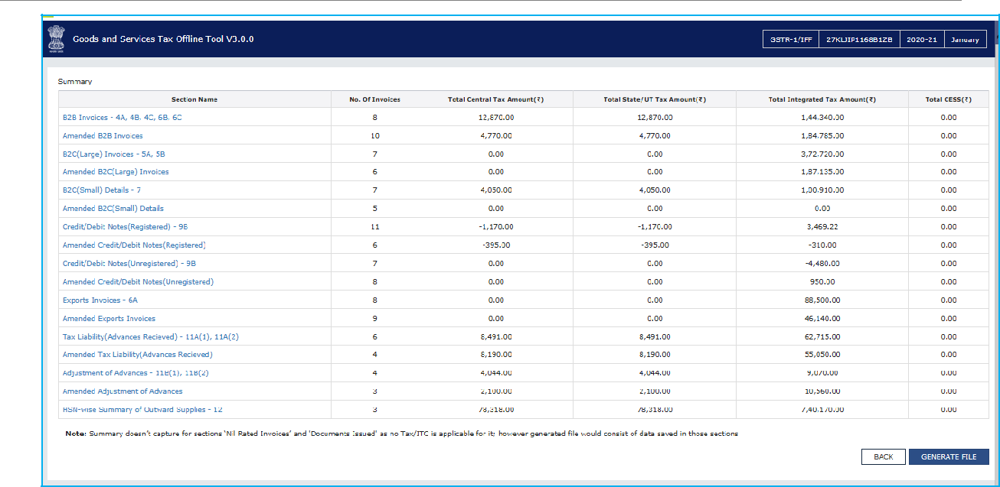 Goods and Services Tax Offline Tool V3.0.0 GSTR-1/IFF 27KLJIP1168B1ZB 2020-21 January
Summary
Section Name No. Of Invoices Total Central Tax Amount(₹) Total State/UT Tax Amount(₹) Total Integrated Tax Amount(₹) Total CESS(₹)
B2B Invoices - 4A, 4B, 4C, 6B, 6C 8 12,870.00 12,870.00 1,44,340.00 0.00
Amended B2B Invoices 10 4,770.00 4,770.00 1,84,785.00 0.00
B2C(Large) Invoices - 5A, 5B 7 0.00 0.00 3,72,720.00 0.00
Amended B2C(Large) Invoices 6 0.00 0.00 1,87,135.00 0.00
B2C(Small) Details - 7 7 4,050.00 4,050.00 1,00,910.00 0.00
Amended B2C(Small) Details 5 0.00 0.00 0.00 0.00
Credit/Debit Notes(Registered) - 9B 11 -1,170.00 -1,170.00 3,469.22 0.00
Amended Credit/Debit Notes(Registered) 6 -395.00 -395.00 -310.00 0.00
Credit/Debit Notes(Unregistered) - 9B 7 0.00 0.00 -4,480.00 0.00
Amended Credit/Debit Notes(Unregistered) 8 0.00 0.00 950.00 0.00
Exports Invoices - 6A 8 0.00 0.00 88,500.00 0.00
Amended Exports Invoices 9 0.00 0.00 46,140.00 0.00
Tax Liability(Advances Recieved) - 11A(1), 11A(2) 6 8,491.00 8,491.00 62,715.00 0.00
Amended Tax Liability(Advances Recieved) 4 8,190.00 8,190.00 55,050.00 0.00
Adjustment of Advances - 11B(1), 11B(2) 4 4,044.00 4,044.00 9,070.00 0.00
Amended Adjustment of Advances 3 2,100.00 2,100.00 10,560.00 0.00
HSN-wise Summary of Outward Supplies - 12 3 78,318.00 78,318.00 7,40,170.00 0.00
Note: Summary doesn't capture for sections 'Nil Rated Invoices' and 'Documents Issued' as no Tax/ITC is applicable for it; however generated file would consist of data saved in those sections
BACK GENERATE FILE